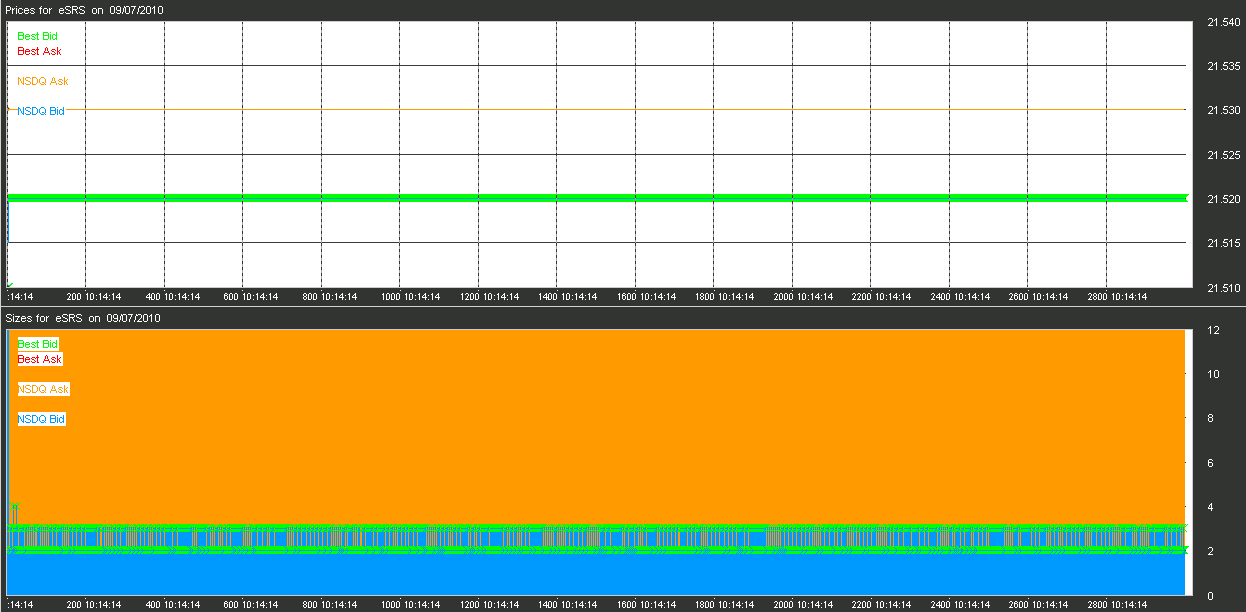 Prices for eSRS on 09/07/2010
Best Bid
Best Ask
NSDQ Ask
NSDQ Bid
21.540
21.535
21.530
21.525
21.520
21.515
21.510
:14:14 200 10:14:14 400 10:14:14 600 10:14:14 800 10:14:14 1000 10:14:14 1200 10:14:14 1400 10:14:14 1600 10:14:14 1800 10:14:14 2000 10:14:14 2200 10:14:14 2400 10:14:14 2600 10:14:14 2800 10:14:14
Sizes for eSRS on 09/07/2010
Best Bid
Best Ask
NSDQ Ask
NSDQ Bid
12
10
8
6
4
2
0
:14:14 200 10:14:14 400 10:14:14 600 10:14:14 800 10:14:14 1000 10:14:14 1200 10:14:14 1400 10:14:14 1600 10:14:14 1800 10:14:14 2000 10:14:14 2200 10:14:14 2400 10:14:14 2600 10:14:14 2800 10:14:14